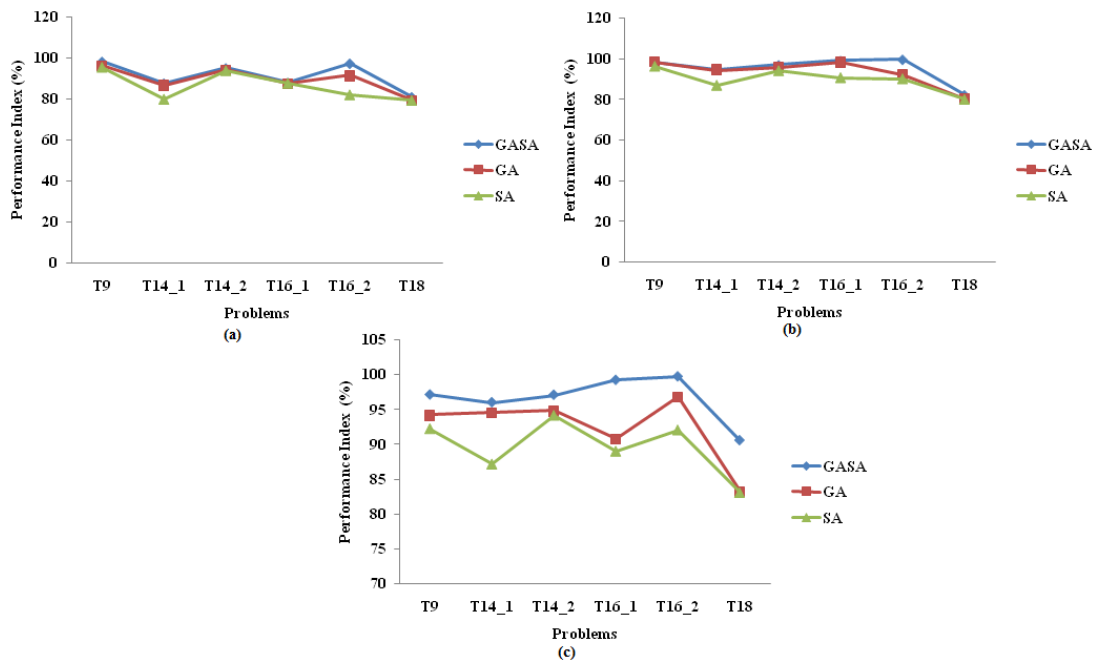 120
100
80
60
40
20
0
Performance Index (%)
T9 T14_1 T14_2 T16_1 T16_2 T18
Problems
(a)
GASA
GA
SA
120
100
80
60
40
20
0
Performance Index (%)
T9 T14_1 T14_2 T16_1 T16_2 T18
Problems
(b)
GASA
GA
SA
105
100
95
90
85
80
75
70
Performance Index (%)
T9 T14_1 T14_2 T16_1 T16_2 T18
Problems
(c)
GASA
GA
SA